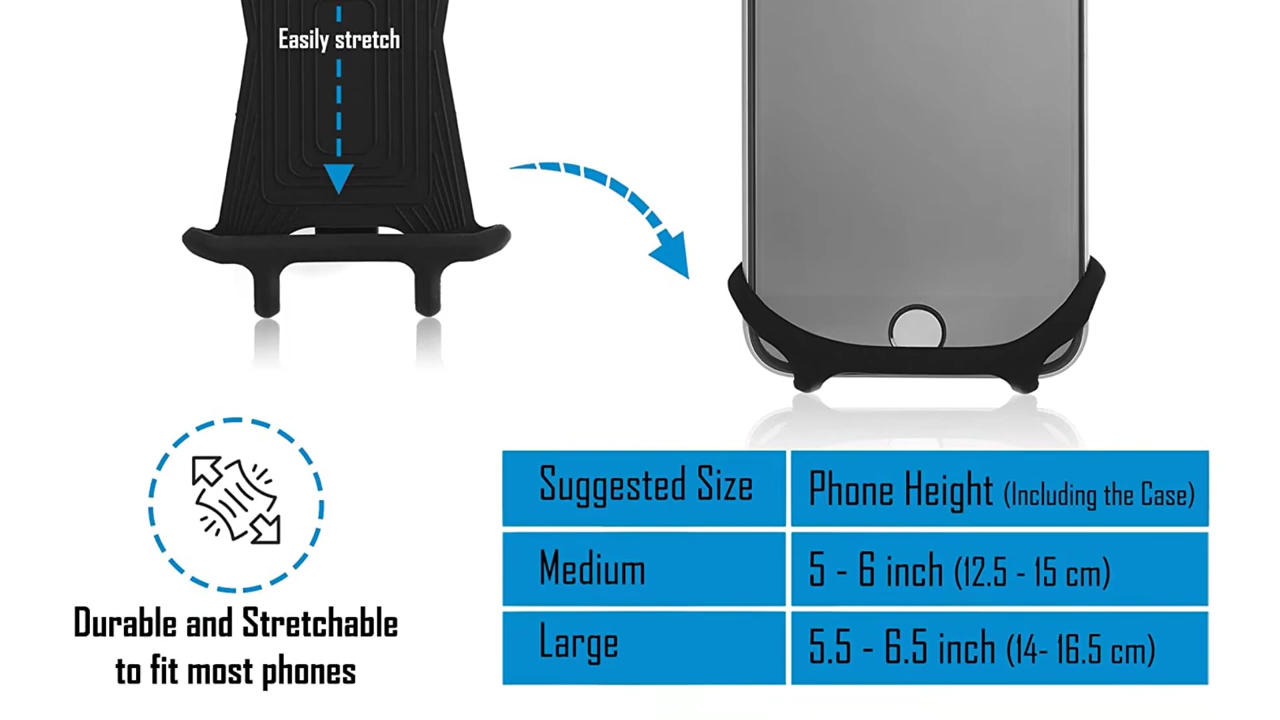 Easily stretch
Suggested Size
Phone Height (Including the Case)
Medium
5 - 6 inch (12.5 - 15 cm)
Large
5.5 - 6.5 inch (14- 16.5 cm)
Durable and Stretchable
to fit most phones